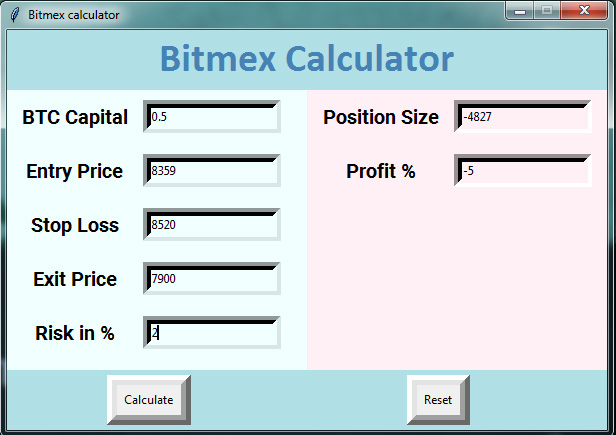 Bitmex calculator
Bitmex Calculator
BTC Capital 0.5
Entry Price 8359
Stop Loss 8520
Exit Price 7900
Risk in % 2
Position Size -4827
Profit % -5
Calculate
Reset